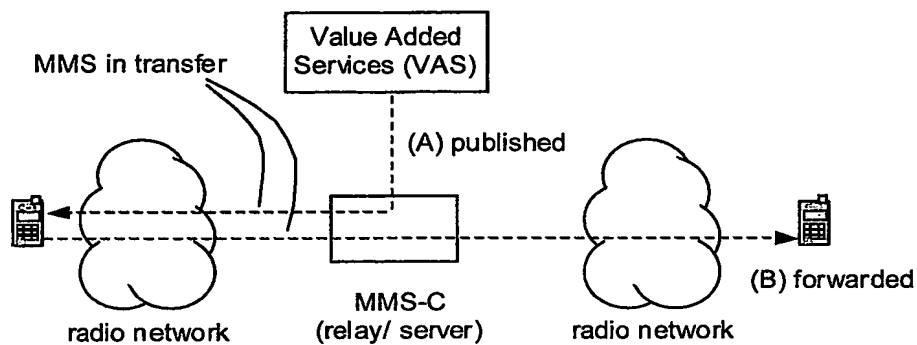 Value Added
Services (VAS)
MMS in transfer
(A) published
(B) forwarded
MMS-C
(relay/ server)
radio network
radio network